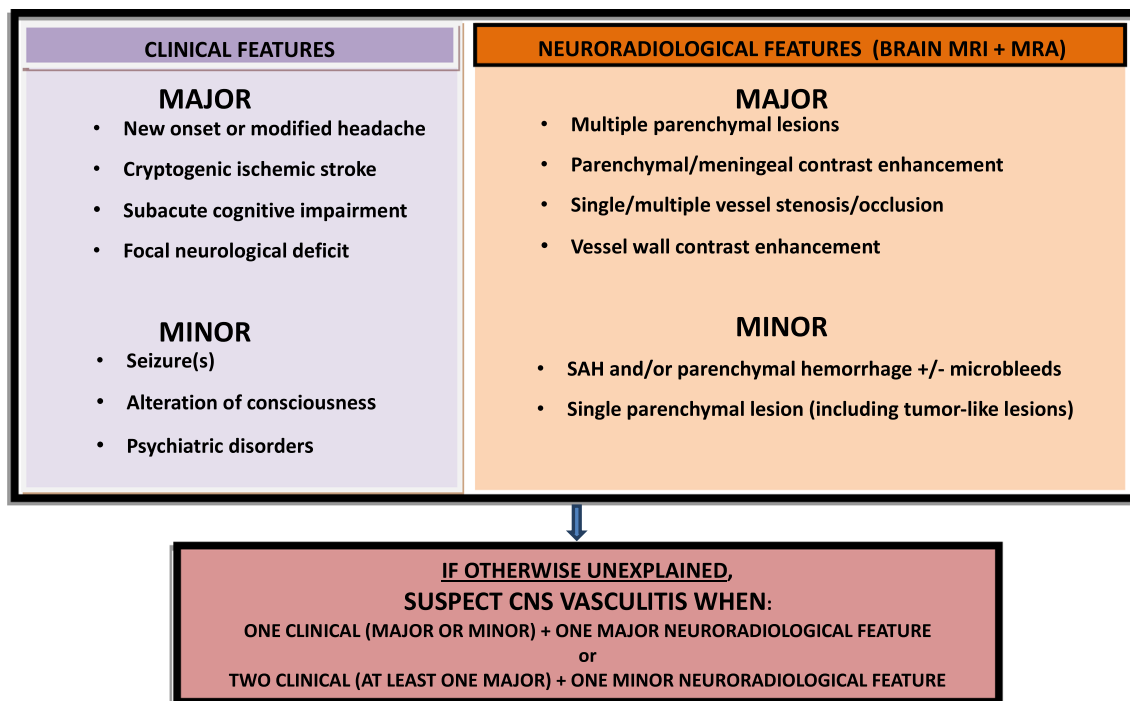 CLINICAL FEATURES
MAJOR
• New onset or modified headache
• Cryptogenic ischemic stroke
• Subacute cognitive impairment
• Focal neurological deficit
MINOR
• Seizure(s)
• Alteration of consciousness
• Psychiatric disorders
NEURORADIOLOGICAL FEATURES (BRAIN MRI + MRA)
MAJOR
• Multiple parenchymal lesions
• Parenchymal/meningeal contrast enhancement
• Single/multiple vessel stenosis/occlusion
• Vessel wall contrast enhancement
MINOR
• SAH and/or parenchymal hemorrhage +/- microbleeds
• Single parenchymal lesion (including tumor-like lesions)
IF OTHERWISE UNEXPLAINED,
SUSPECT CNS VASCULITIS WHEN:
ONE CLINICAL (MAJOR OR MINOR) + ONE MAJOR NEURORADIOLOGICAL FEATURE
or
TWO CLINICAL (AT LEAST ONE MAJOR) + ONE MINOR NEURORADIOLOGICAL FEATURE